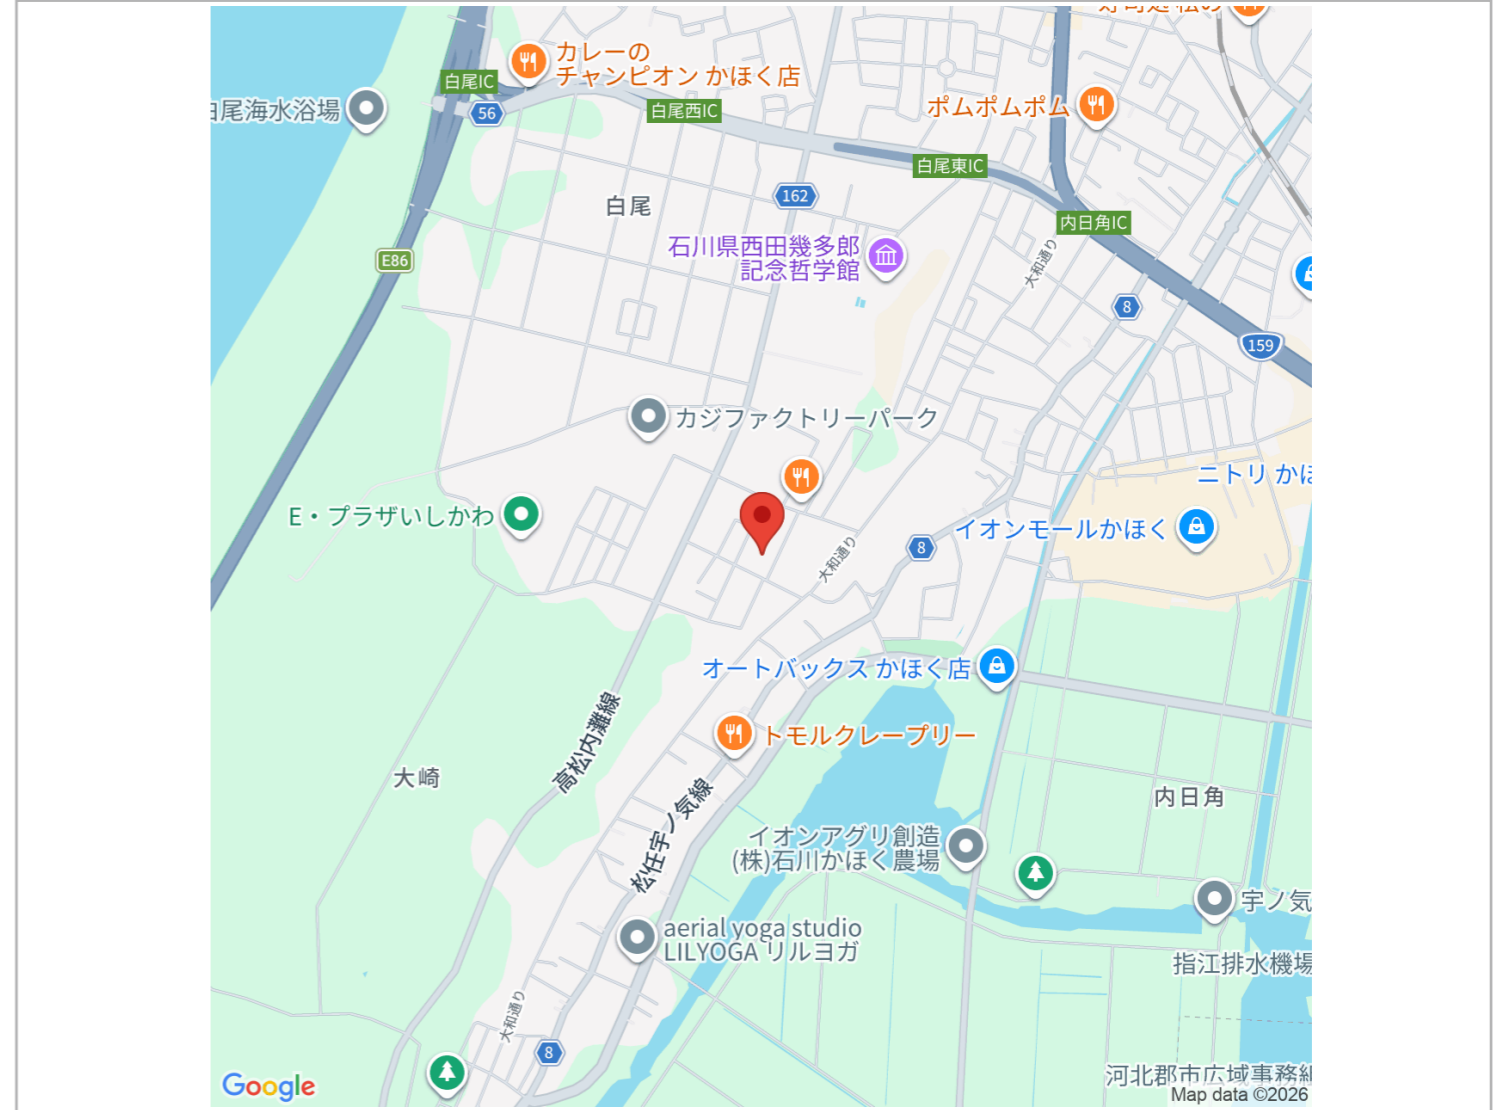 カレーの
チャンピオン かほく店
白尾IC
56
白尾西IC
ポムポムポム
尾海水浴場
白尾東IC
162
白尾
内日角IC
石川県西田幾多郎
記念哲学館
大和通り
E86
8
159
カジファクトリーパーク
ニトリ かほ
E・プラザいしかわ
イオンモールかほく
8
大和通り
オートバックス かほく店
高松内灘線
トモルクレープリー
大崎
松任宇ノ気線
内日角
イオンアグリ創造
(株)石川かほく農場
宇ノ気
aerial yoga studio
LILYOGA リルヨガ
指江排水機場
大和通り
8
河北郡市広域事務組
Google
Map data ©2026